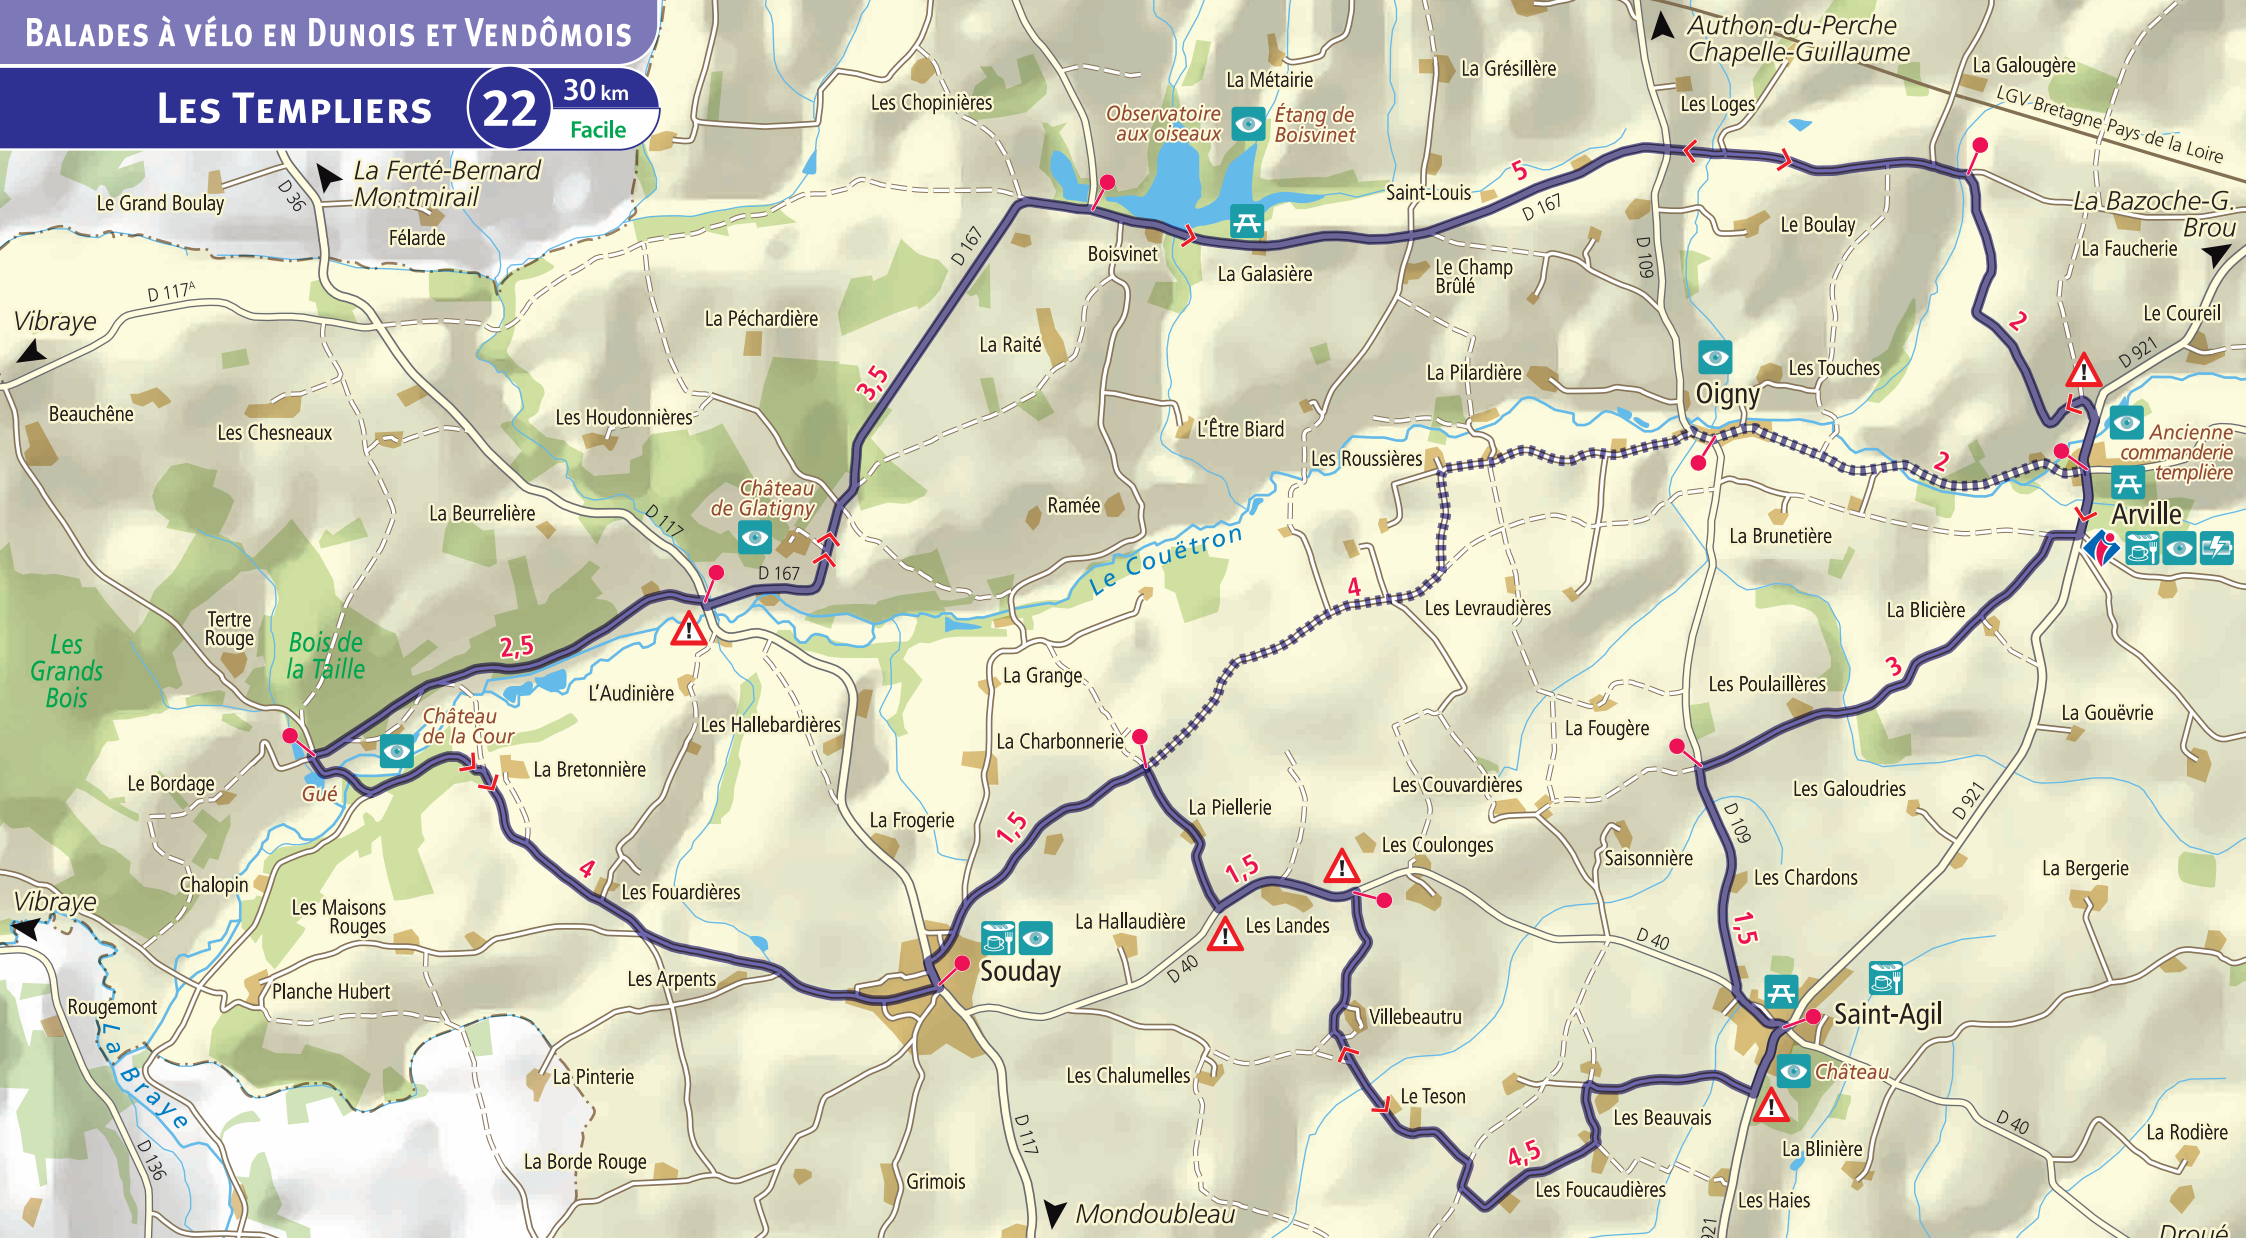 BALADES À VÉLO EN DUNOIS ET VENDÔMOIS
LES TEMPLIERS
22
30 km
Facile
Authon-du-Perche
Chapelle-Guillaume
La Galougère
LGV Bretagne Pays de la Loire
La Grésillère
La Métairie
Les Chopinières
Observatoire
aux oiseaux
Étang de
Boisvinet
Les Loges
La Ferté-Bernard
Montmirail
D 36
Le Grand Boulay
Félarde
Saint-Louis
5
D 167
La Bazoche-G.
Brou
Le Boulay
La Faucherie
D 109
D 167
Boisvinet
La Galasière
Le Champ
Brûlé
D 117A
Vibraye
La Péchardière
La Raité
2
Le Coureil
D 921
La Pilardière
Les Touches
3,5
Oigny
Beauchêne
Les Chesneaux
Les Houdonnières
L'Être Biard
Les Roussières
2
Ancienne
commanderie
templière
Château
de Glatigny
La Beurrelière
D 117
Ramée
Le Couëtron
La Brunetière
Arville
D 167
4
Les Levraudières
La Blicière
Tertre
Rouge
Les
Grands
Bois
Bois de
la Taille
2,5
L'Audinière
La Grange
3
Les Poulaillères
Château
de la Cour
Les Hallebardières
La Charbonnerie
La Fougère
La Gouëvrie
La Bretonnière
Le Bordage
Gué
Les Couvardières
Les Galoudries
La Piellerie
D 109
D 921
La Frogerie
1,5
Les Coulonges
Saisonnière
Les Chardons
La Bergerie
4
1,5
Chalopin
Les Fouardières
Vibraye
Les Maisons
Rouges
La Hallaudière
Les Landes
1,5
D 40
D 40
Souday
Les Arpents
Planche Hubert
Rougemont
La Braye
Villebeautru
Saint-Agil
La Pinterie
Les Chalumelles
Château
Le Teson
Les Beauvais
D 40
D 117
La Blinière
La Rodière
D 136
La Borde Rouge
Grimois
4,5
Les Foucaudières
Les Haies
Mondoubleau
921
Droué